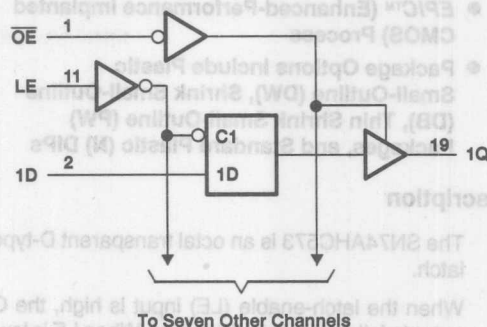 EPIC™ (Enhanced-Performance Implanted
CMOS) Process
Package Options Include Plastic
Small-Outline (DW), Shrink Small-Outline
(DB), Thin Shrink Small-Outline (PW)
Packages, and Standard Plastic (N) DIPs
OE 1
LE 11
C1
1D 2 1D
19 1Q
scription
The SN74AHC573 is an octal transparent D-type
latch.
When the latch-enable (LE) input is high, the Q
To Seven Other Channels